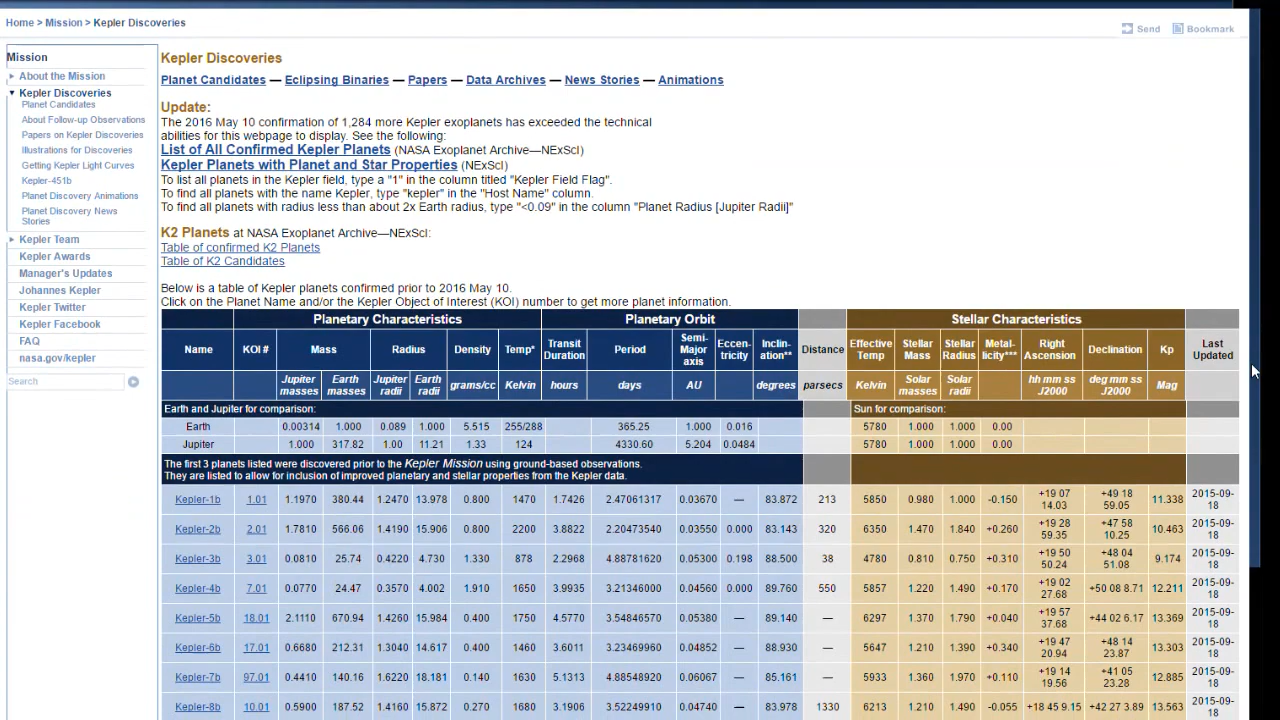 Home > Mission > Kepler Discoveries
Send Bookmark
Mission
About the Mission
Kepler Discoveries
Planet Candidates
About Follow-up Observations
Papers on Kepler Discoveries
Illustrations for Discoveries
Getting Kepler Light Curves
Kepler-451b
Planet Discovery Animations
Planet Discovery News
Stories
Kepler Team
Kepler Awards
Manager's Updates
Johannes Kepler
Kepler Twitter
Kepler Facebook
FAQ
nasa.gov/kepler
Search
Kepler Discoveries
Planet Candidates — Eclipsing Binaries — Papers — Data Archives — News Stories — Animations
Update:
The 2016 May 10 confirmation of 1,284 more Kepler exoplanets has exceeded the technical
abilities for this webpage to display. See the following:
List of All Confirmed Kepler Planets (NASA Exoplanet Archive—NExScI)
Kepler Planets with Planet and Star Properties (NExScI)
To list all planets in the Kepler field, type a "1" in the column titled "Kepler Field Flag".
To find all planets with the name Kepler, type "kepler" in the "Host Name" column.
To find all planets with radius less than about 2x Earth radius, type "<0.09" in the column "Planet Radius [Jupiter Radii]"
K2 Planets at NASA Exoplanet Archive—NExScI:
Table of confirmed K2 Planets
Table of K2 Candidates
Below is a table of Kepler planets confirmed prior to 2016 May 10.
Click on the Planet Name and/or the Kepler Object of Interest (KOI) number to get more planet information.
Planetary Characteristics Planetary Orbit Stellar Characteristics
Name KOI # Mass Radius Density Temp* Transit Duration Period Semi-Major axis Eccen-tricity Inclin-ation** Distance Effective Temp Stellar Mass Stellar Radius Metal-licity*** Right Ascension Declination Kp Last Updated
Jupiter masses Earth masses Jupiter radii Earth radii grams/cc Kelvin hours days AU degrees parsecs Kelvin Solar masses Solar radii hh mm ss J2000 deg mm ss J2000 Mag
Earth and Jupiter for comparison: Sun for comparison:
Earth 0.00314 1.000 0.089 1.000 5.515 255/288 365.25 1.000 0.016 5780 1.000 1.000 0.00
Jupiter 1.000 317.82 1.00 11.21 1.33 124 4330.60 5.204 0.0484 5780 1.000 1.000 0.00
The first 3 planets listed were discovered prior to the Kepler Mission using ground-based observations.
They are listed to allow for inclusion of improved planetary and stellar properties from the Kepler data.
Kepler-1b 1.01 1.1970 380.44 1.2470 13.978 0.800 1470 1.7426 2.47061317 0.03670 — 83.872 213 5850 0.980 1.000 -0.150 +19 07 14.03 +49 18 59.05 11.338 2015-09-18
Kepler-2b 2.01 1.7810 566.06 1.4190 15.906 0.800 2200 3.8822 2.20473540 0.03550 0.000 83.143 320 6350 1.470 1.840 +0.260 +19 28 59.35 +47 58 10.25 10.463 2015-09-18
Kepler-3b 3.01 0.0810 25.74 0.4220 4.730 1.330 878 2.2968 4.88781620 0.05300 0.198 88.500 38 4780 0.810 0.750 +0.310 +19 50 50.24 +48 04 51.08 9.174 2015-09-18
Kepler-4b 7.01 0.0770 24.47 0.3570 4.002 1.910 1650 3.9935 3.21346000 0.04560 0.000 89.760 550 5857 1.220 1.490 +0.170 +19 02 27.68 +50 08 8.71 12.211 2015-09-18
Kepler-5b 18.01 2.1110 670.94 1.4260 15.984 0.400 1750 4.5770 3.54846570 0.05380 — 89.140 — 6297 1.370 1.790 +0.040 +19 57 37.68 +44 02 6.17 13.369 2015-09-18
Kepler-6b 17.01 0.6680 212.31 1.3040 14.617 0.400 1460 3.6011 3.23469960 0.04852 — 88.930 — 5647 1.210 1.390 +0.340 +19 47 20.94 +48 14 23.87 13.303 2015-09-18
Kepler-7b 97.01 0.4410 140.16 1.6220 18.181 0.140 1630 5.1313 4.88548920 0.06067 — 85.161 — 5933 1.360 1.970 +0.110 +19 14 19.56 +41 05 23.28 12.885 2015-09-18
Kepler-8b 10.01 0.5900 187.52 1.4160 15.872 0.270 1680 3.1906 3.52249910 0.04740 — 83.978 1330 6213 1.210 1.490 -0.055 +18 45 9.15 +42 27 3.89 13.563 2015-09-18